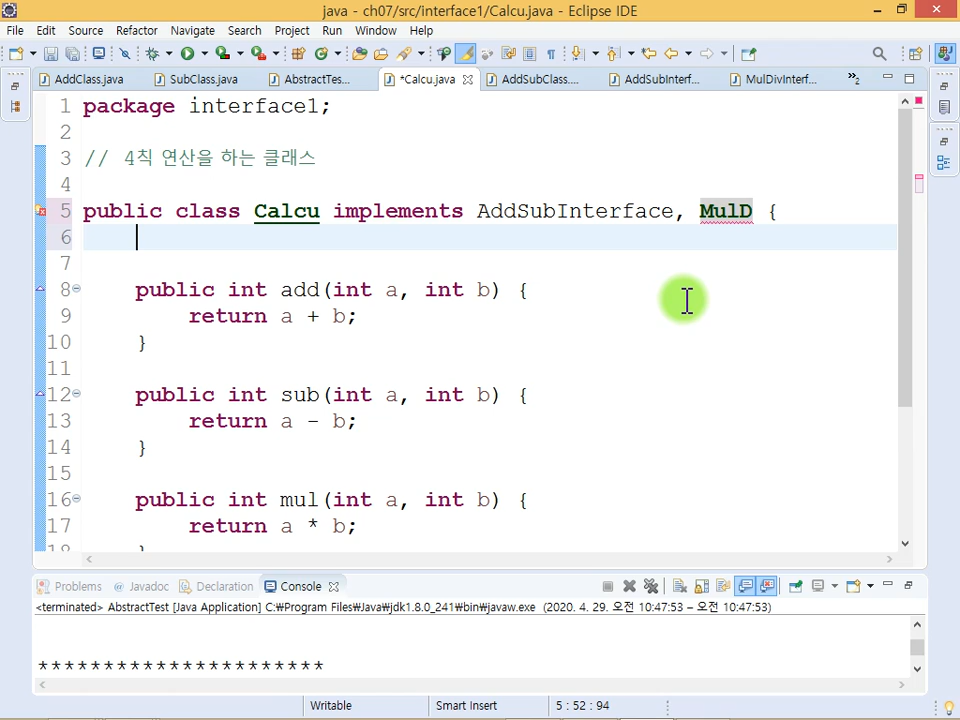 java - ch07/src/interface1/Calcu.java - Eclipse IDE
File Edit Source Refactor Navigate Search Project Run Window Help
AddClass.java SubClass.java AbstractTes... *Calcu.java AddSubClass.... AddSubInterf... MulDivInterf... »2
1 package interface1;
2
3 // 4칙 연산을 하는 클래스
4
5 public class Calcu implements AddSubInterface, MulD {
6
7
8 public int add(int a, int b) {
9 return a + b;
10 }
11
12 public int sub(int a, int b) {
13 return a - b;
14 }
15
16 public int mul(int a, int b) {
17 return a * b;
18 }
Problems @ Javadoc Declaration Console
<terminated> AbstractTest [Java Application] C:₩Program Files₩Java₩jdk1.8.0_241₩bin₩javaw.exe (2020. 4. 29. 오전 10:47:53 – 오전 10:47:53)
**********************
Writable Smart Insert 5 : 52 : 94